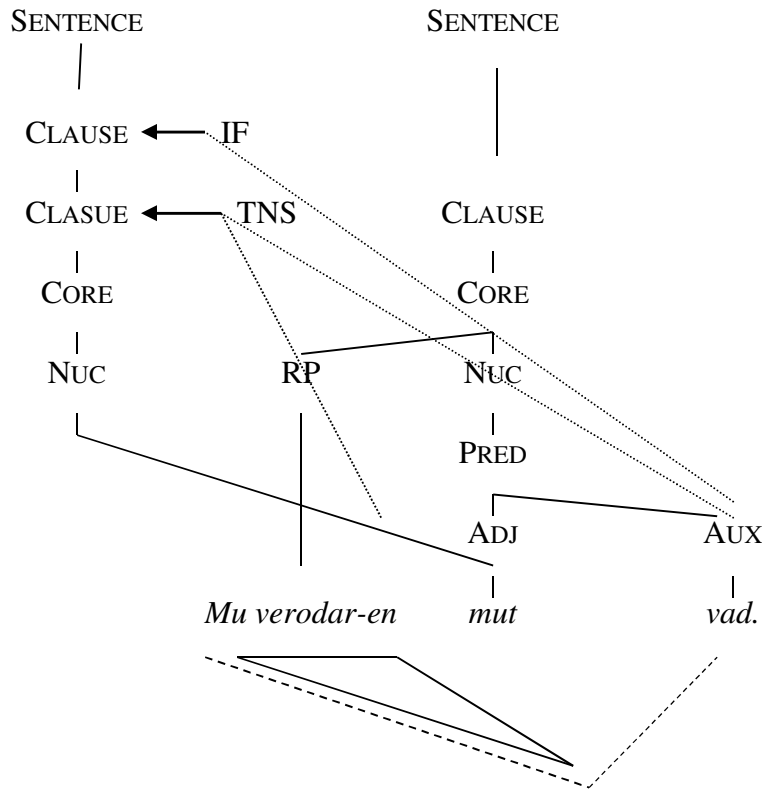 SENTENCE SENTENCE
CLAUSE IF
CLASUE TNS CLAUSE
CORE CORE
NUC RP NUC
PRED
ADJ AUX
Mu verodar-en mut vad.